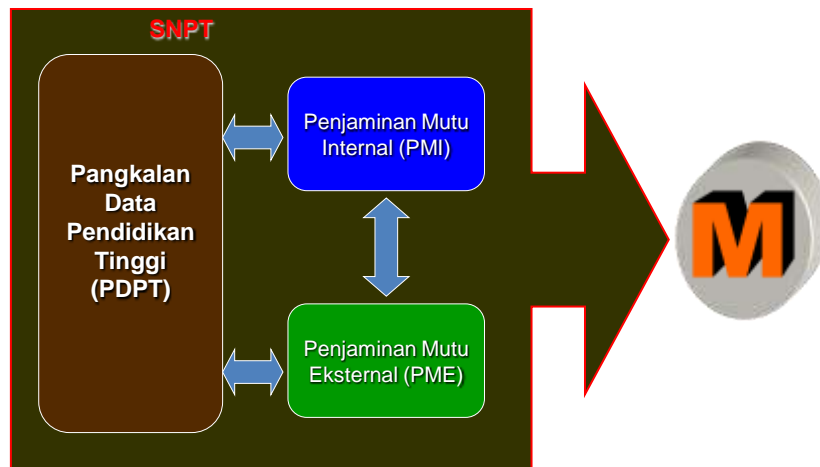 SNPT
Pangkalan
Data
Pendidikan
Tinggi
(PDPT)
Penjaminan Mutu
Internal (PMI)
Penjaminan Mutu
Eksternal (PME)
M